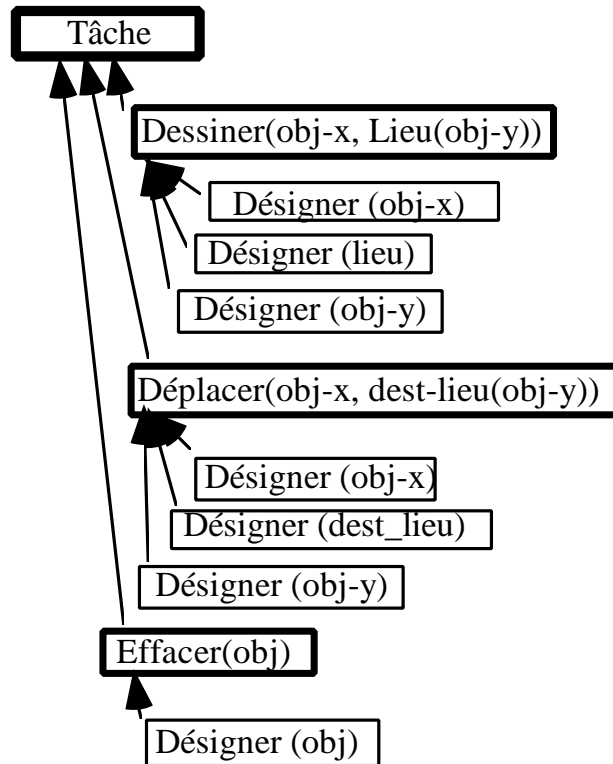 Tâche
Dessiner(obj-x, Lieu(obj-y))
Désigner (obj-x)
Désigner (lieu)
Désigner (obj-y)
Déplacer(obj-x, dest-lieu(obj-y))
Désigner (obj-x)
Désigner (dest_lieu)
Désigner (obj-y)
Effacer(obj)
Désigner (obj)